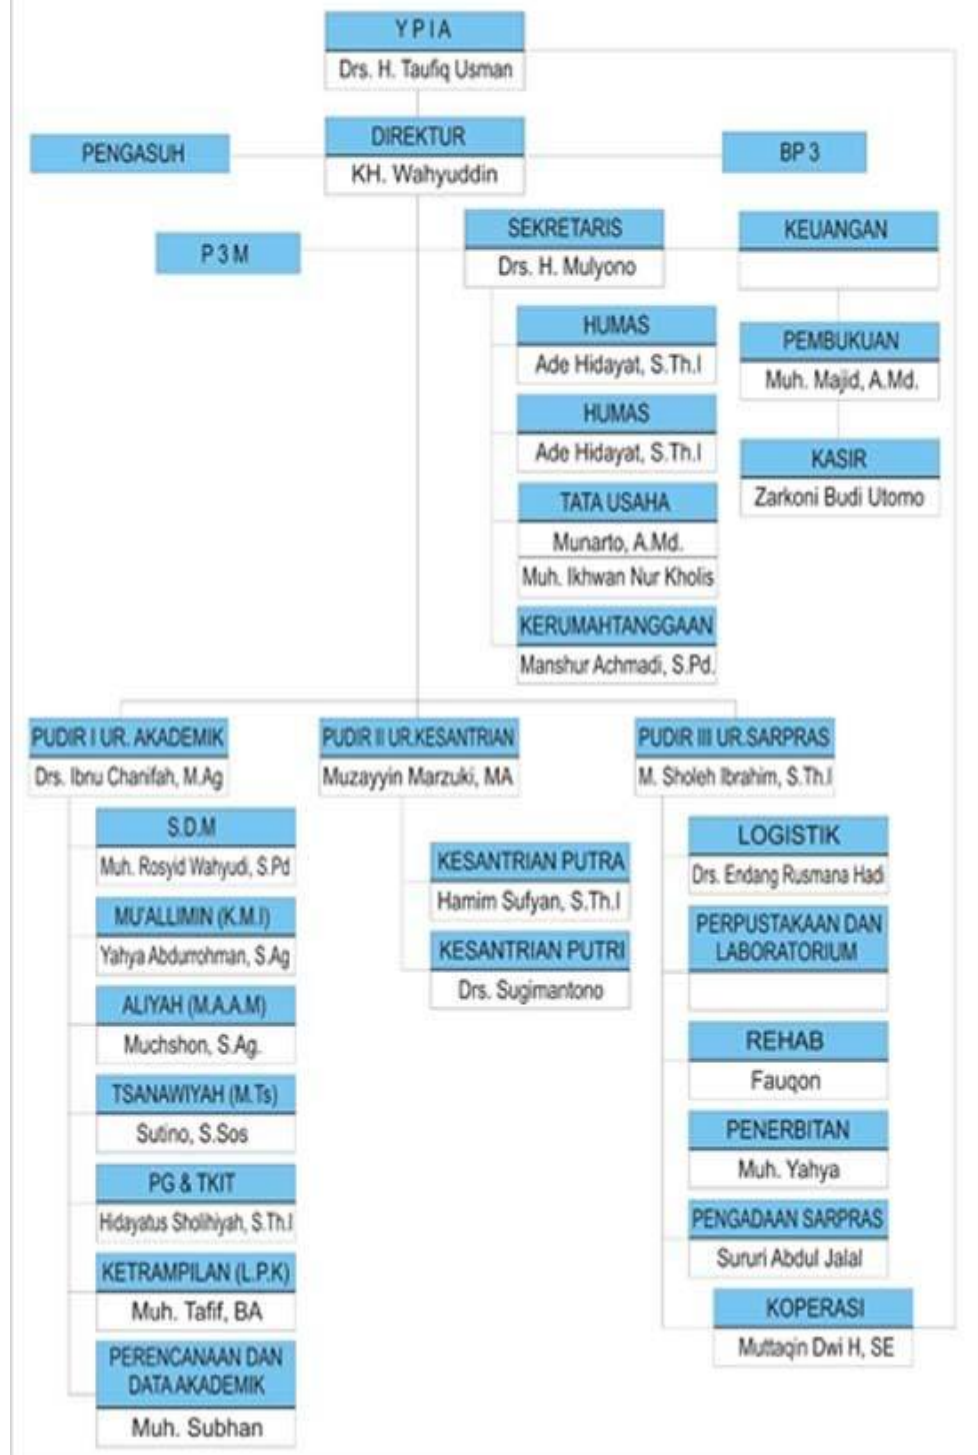 Y P I A
Drs. H. Taufiq Usman
DIREKTUR
KH. Wahyuddin
PENGASUH
BP 3
SEKRETARIS
Drs. H. Mulyono
KEUANGAN
P 3 M
HUMAS
Ade Hidayat, S.Th.I
PEMBUKUAN
Muh. Majid, A.Md.
HUMAS
Ade Hidayat, S.Th.I
KASIR
Zarkoni Budi Utomo
TATA USAHA
Munarto, A.Md.
Muh. Ikhwan Nur Kholis
KERUMAHTANGGAAN
Manshur Achmadi, S.Pd.
PUDIR I UR. AKADEMIK
Drs. Ibnu Chanifah, M.Ag
PUDIR II UR.KESANTRIAN
Muzayyin Marzuki, MA
PUDIR III UR.SARPRAS
M. Sholeh Ibrahim, S.Th.I
S.D.M
Muh. Rosyid Wahyudi, S.Pd
MU'ALLIMIN (K.M.I)
Yahya Abdurrohman, S.Ag
ALIYAH (M.A.A.M)
Muchshon, S.Ag.
TSANAWIYAH (M.Ts)
Sutino, S.Sos
PG & TKIT
Hidayatus Sholihiyah, S.Th.I
KETRAMPILAN (L.P.K)
Muh. Tafif, BA
PERENCANAAN DAN
DATA AKADEMIK
Muh. Subhan
KESANTRIAN PUTRA
Hamim Sufyan, S.Th.I
KESANTRIAN PUTRI
Drs. Sugimantono
LOGISTIK
Drs. Endang Rusmana Hadi
PERPUSTAKAAN DAN
LABORATORIUM
REHAB
Fauqon
PENERBITAN
Muh. Yahya
PENGADAAN SARPRAS
Sururi Abdul Jalal
KOPERASI
Muttaqin Dwi H, SE